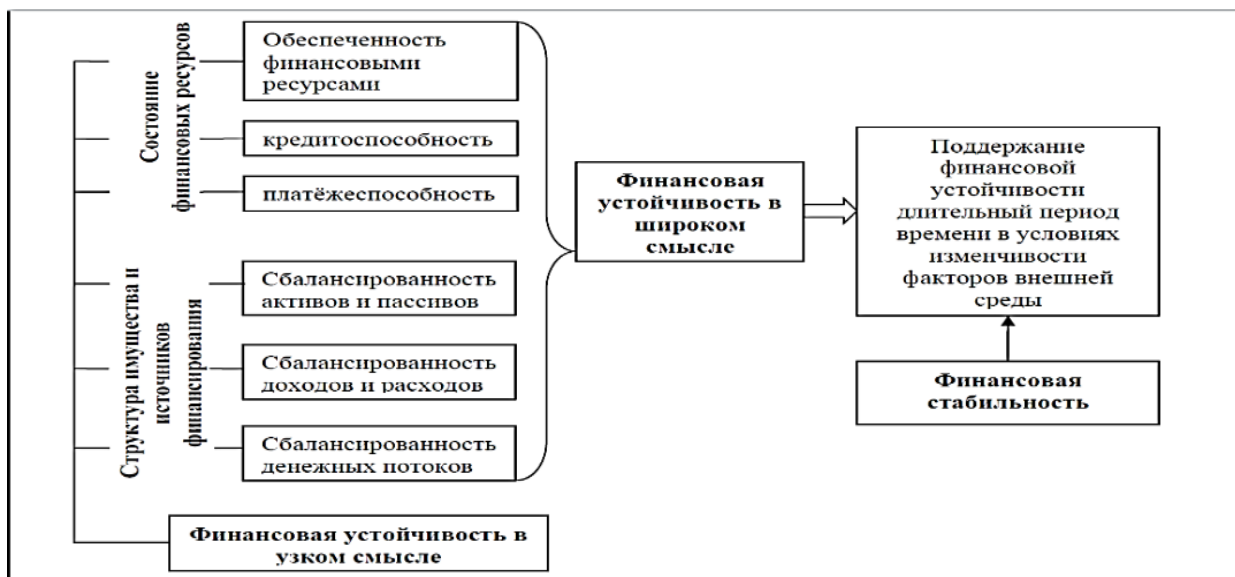 Состояние
финансовых ресурсов
Обеспеченность
финансовыми
ресурсами
кредитоспособность
платёжеспособность
Структура имущества и
источников
финансирования
Сбалансированность
активов и пассивов
Сбалансированность
доходов и расходов
Сбалансированность
денежных потоков
Финансовая устойчивость в
узком смысле
Финансовая
устойчивость в
широком
смысле
Поддержание
финансовой
устойчивости
длительный период
времени в условиях
изменчивости
факторов внешней
среды
Финансовая
стабильность